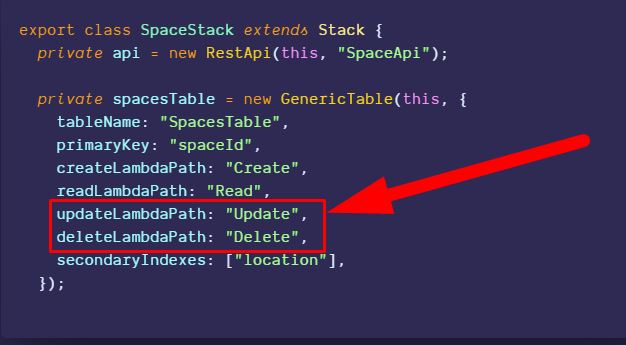 export class SpaceStack extends Stack {
private api = new RestApi(this, "SpaceApi");
private spacesTable = new GenericTable(this, {
tableName: "SpacesTable",
primaryKey: "spaceId",
createLambdaPath: "Create",
readLambdaPath: "Read",
updateLambdaPath: "Update",
deleteLambdaPath: "Delete",
secondaryIndexes: ["location"],
});